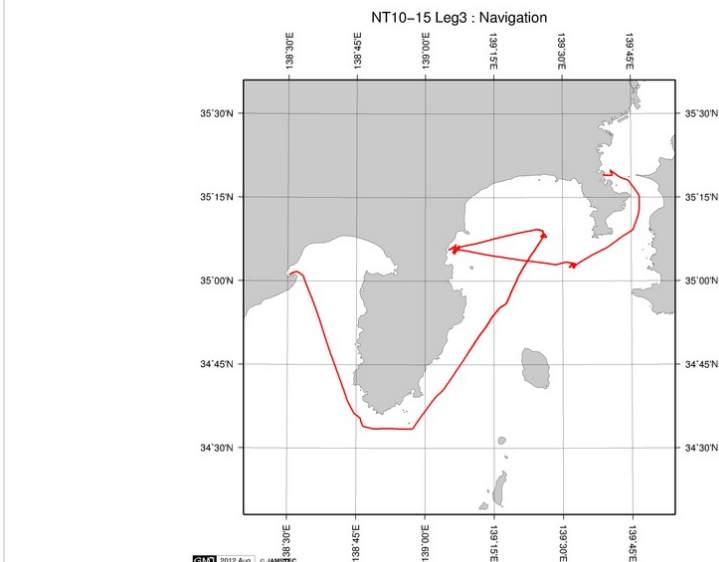 NT10−15 Leg3 : Navigation
138˚30'E 138˚45'E 139˚00'E 139˚15'E 139˚30'E 139˚45'E
35˚30'N 35˚30'N
35˚15'N 35˚15'N
35˚00'N 35˚00'N
34˚45'N 34˚45'N
34˚30'N 34˚30'N
138˚30'E 138˚45'E 139˚00'E 139˚15'E 139˚30'E 139˚45'E
GMD 2012 Aug © JAMSTEC